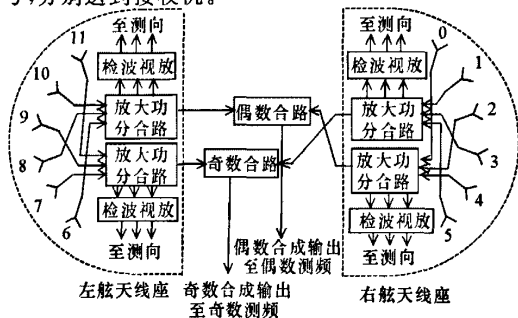 了,分别送到接收机。
至测向
11
检波视放
10
放大功
分合路
9
放大功
分合路
8
7
检波视放
6
至测向
左舷天线座
偶数合路
奇数合路
偶数合成输出
至偶数测频
奇数合成输出
至奇数测频
至测向
0
检波视放
1
放大功
分合路
2
放大功
分合路
3
4
检波视放
5
至测向
右舷天线座